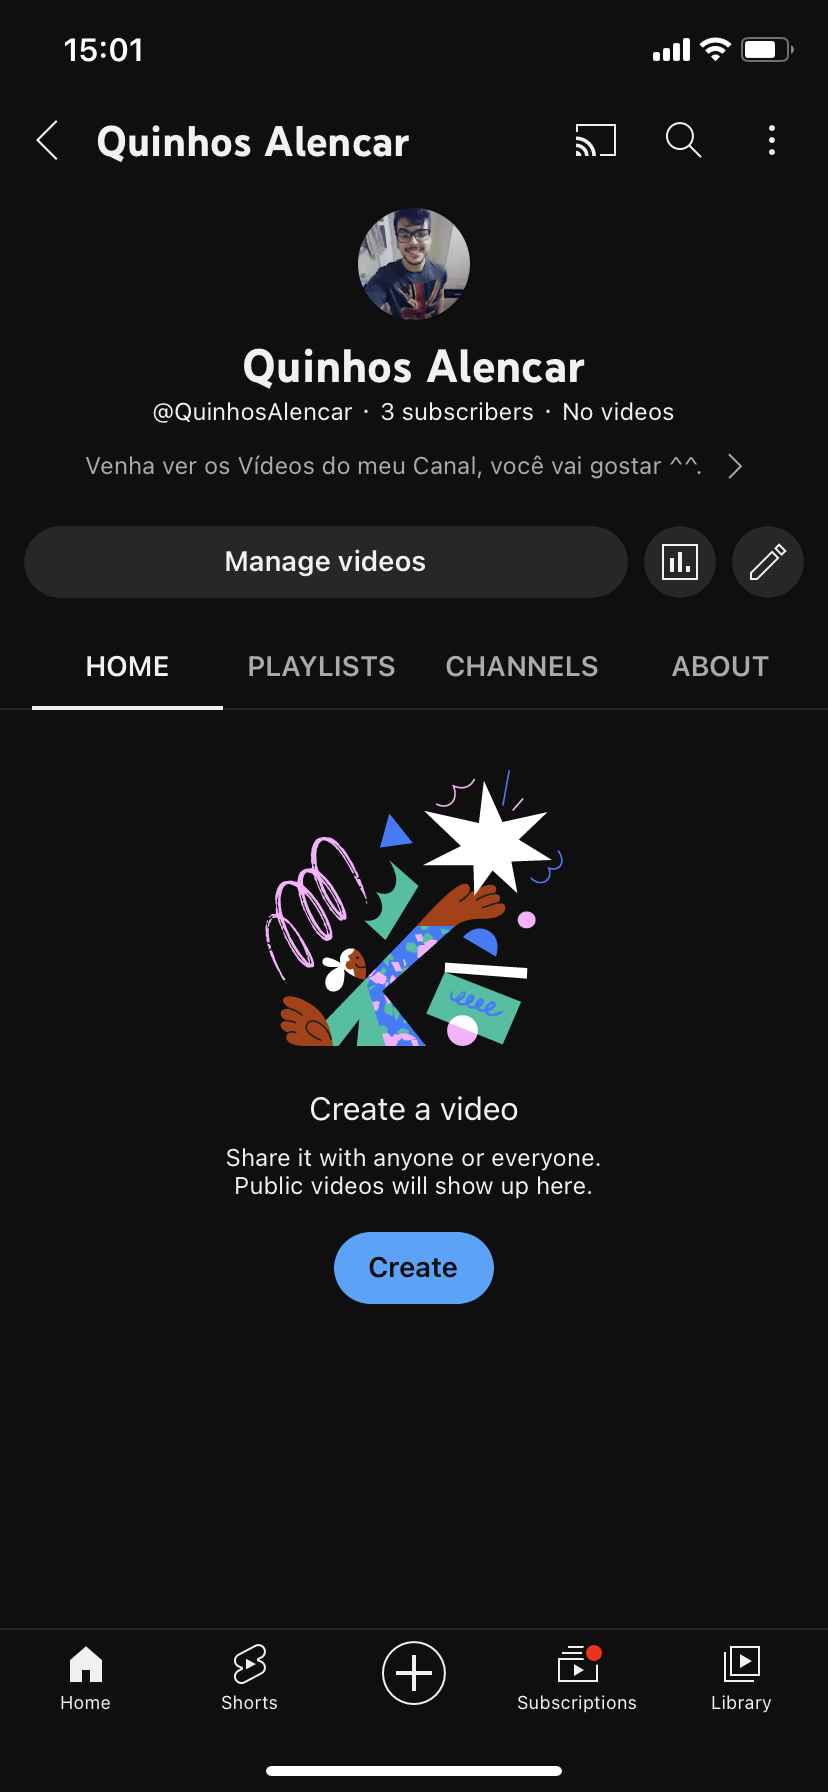 15:01
Quinhos Alencar
Quinhos Alencar
@QuinhosAlencar · 3 subscribers · No videos
Venha ver os Vídeos do meu Canal, você vai gostar ^^.
Manage videos
HOME PLAYLISTS CHANNELS ABOUT
Create a video
Share it with anyone or everyone.
Public videos will show up here.
Create
Home Shorts Subscriptions Library